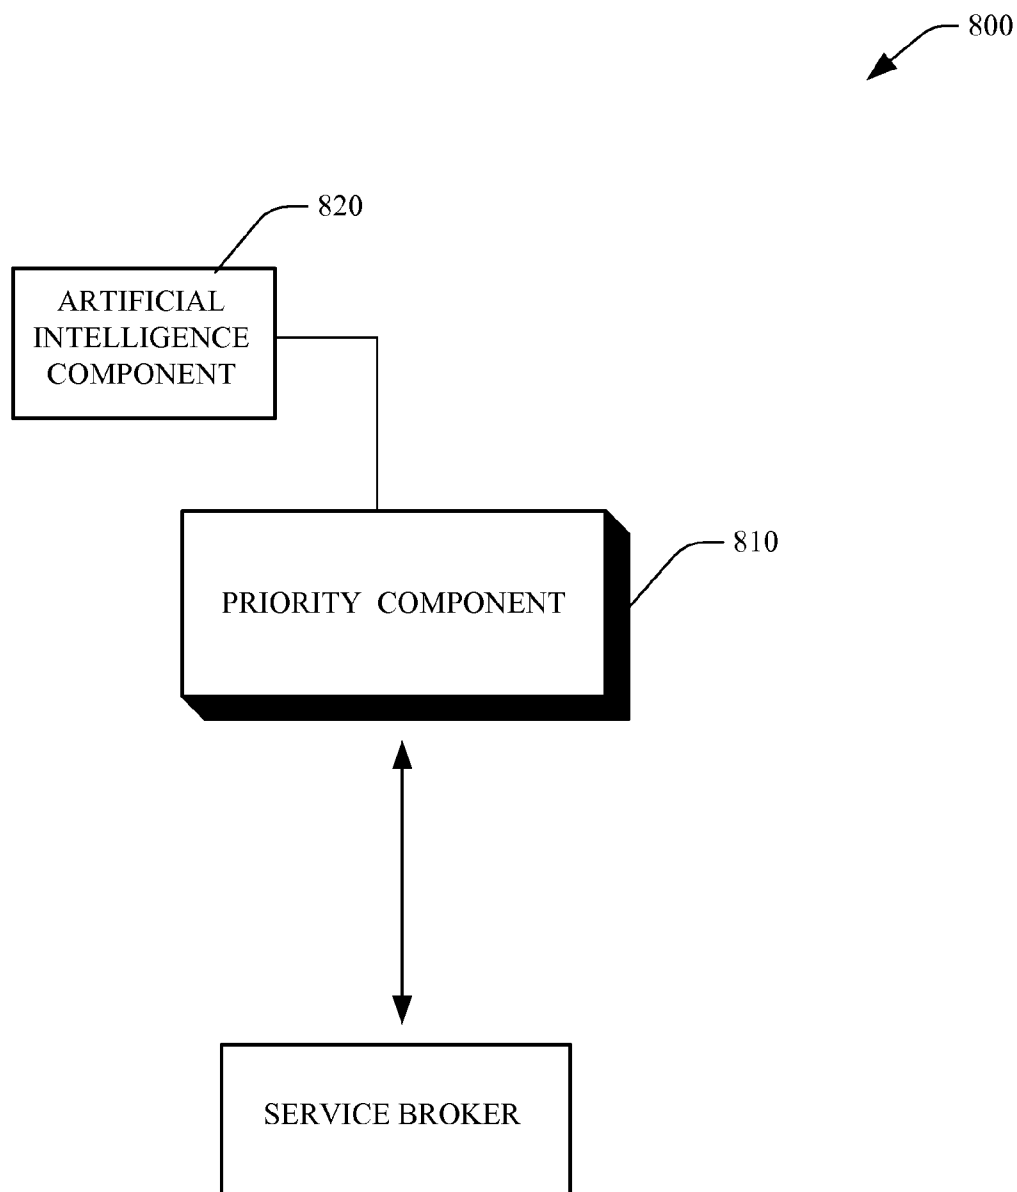 800
820
ARTIFICIAL
INTELLIGENCE
COMPONENT
810
PRIORITY COMPONENT
SERVICE BROKER